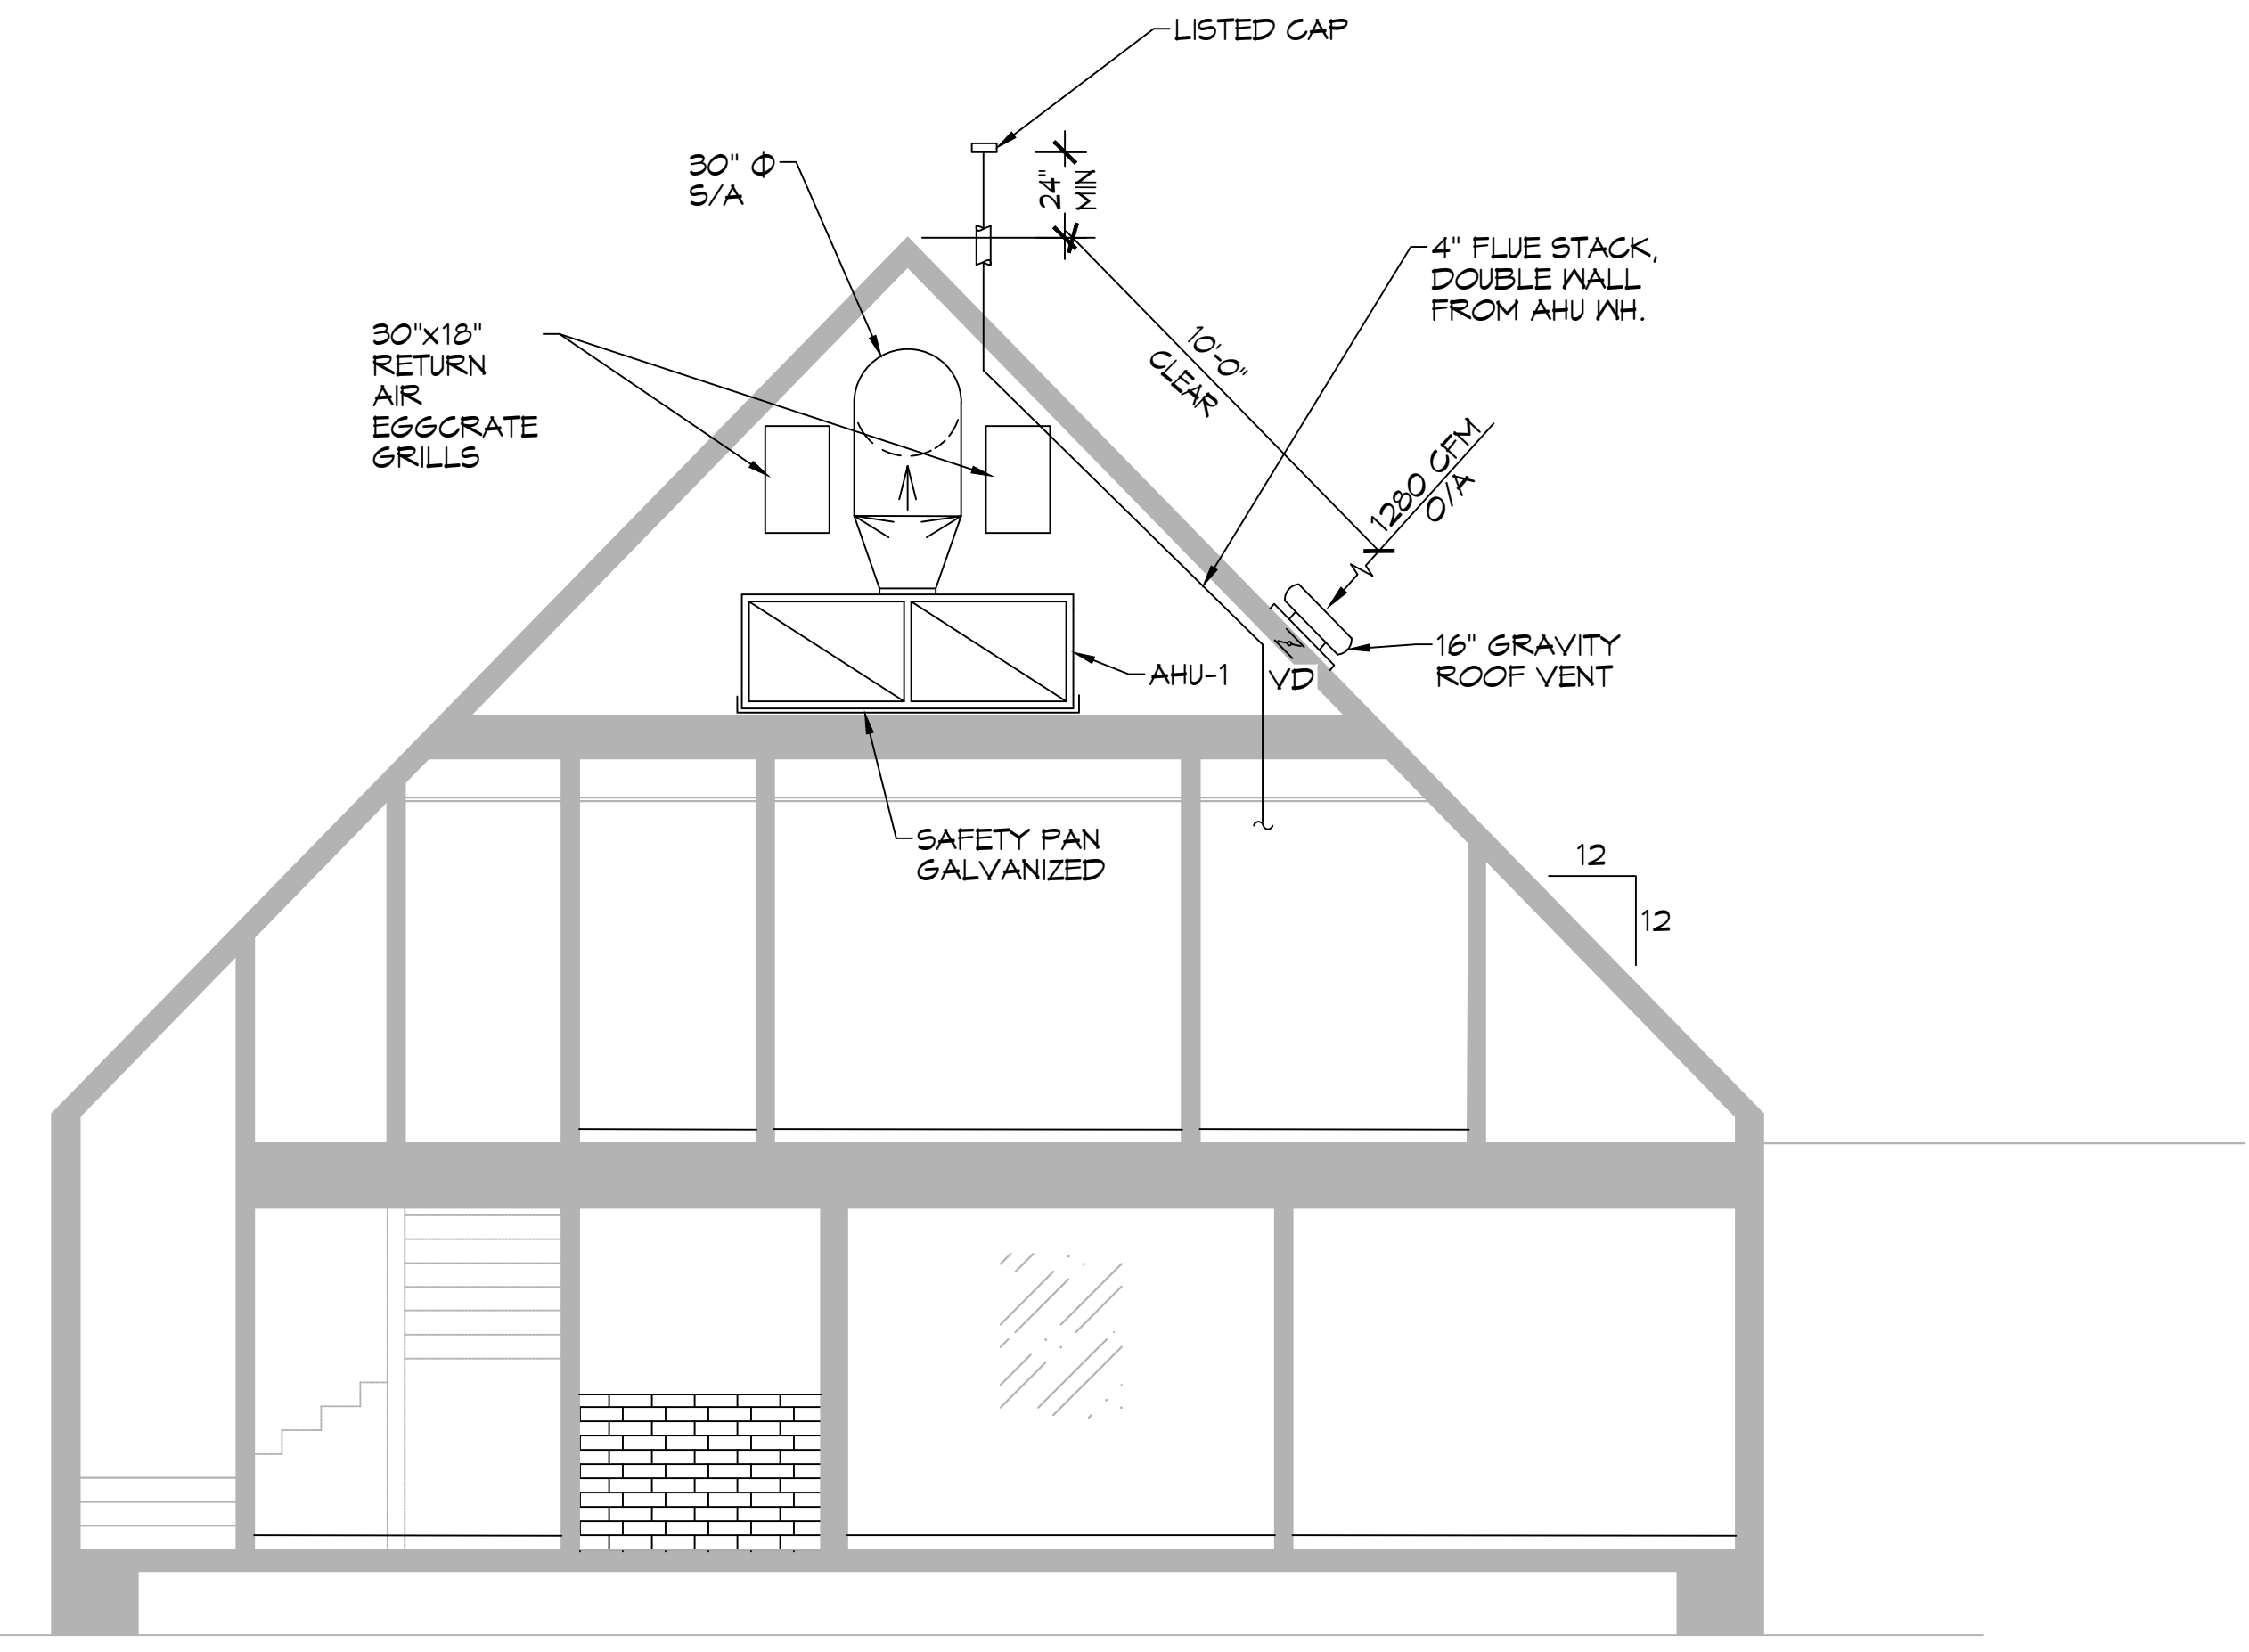 LISTED CAP
30" Φ
S/A
24"
MIN
4" FLUE STACK,
DOUBLE WALL
FROM AHU WH.
30"x18"
RETURN
AIR
EGGCRATE
GRILLS
10'-0"
CLEAR
1280 CFM
O/A
16" GRAVITY
ROOF VENT
VD
AHU-1
SAFETY PAN
GALVANIZED
12
12